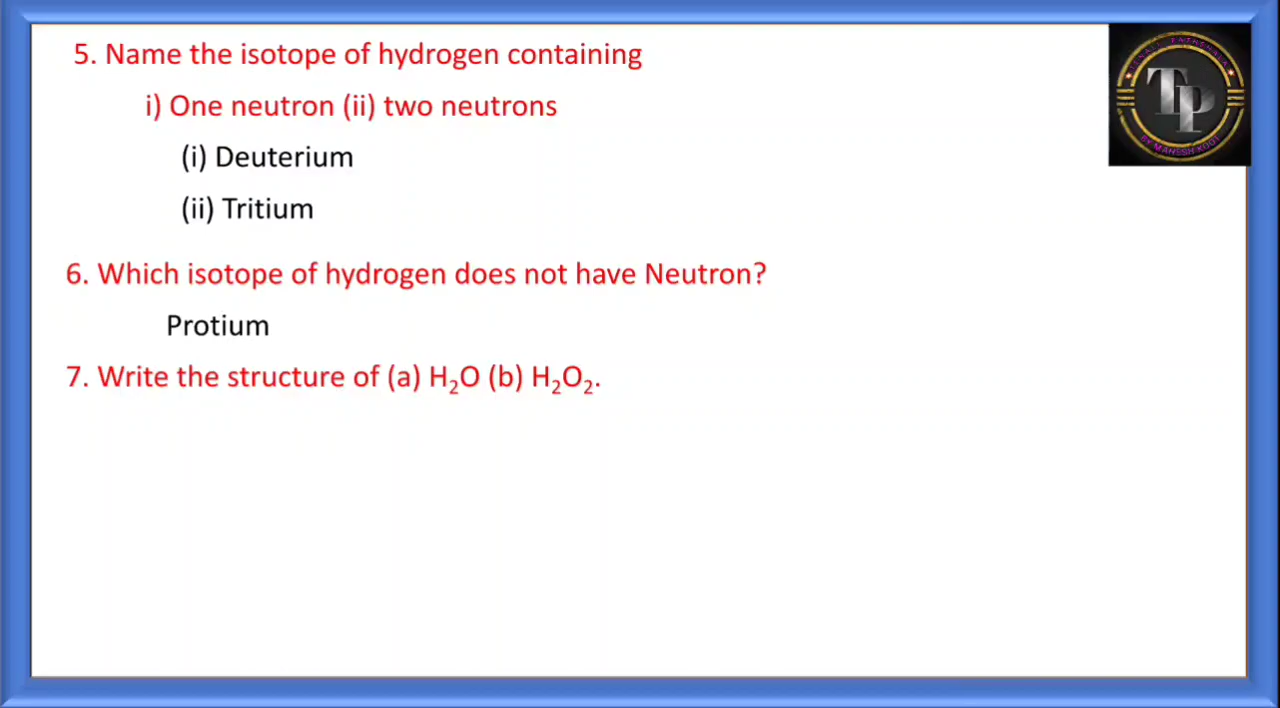 5. Name the isotope of hydrogen containing
i) One neutron (ii) two neutrons
(i) Deuterium
(ii) Tritium
6. Which isotope of hydrogen does not have Neutron?
Protium
7. Write the structure of (a) H₂O (b) H₂O₂.
TP